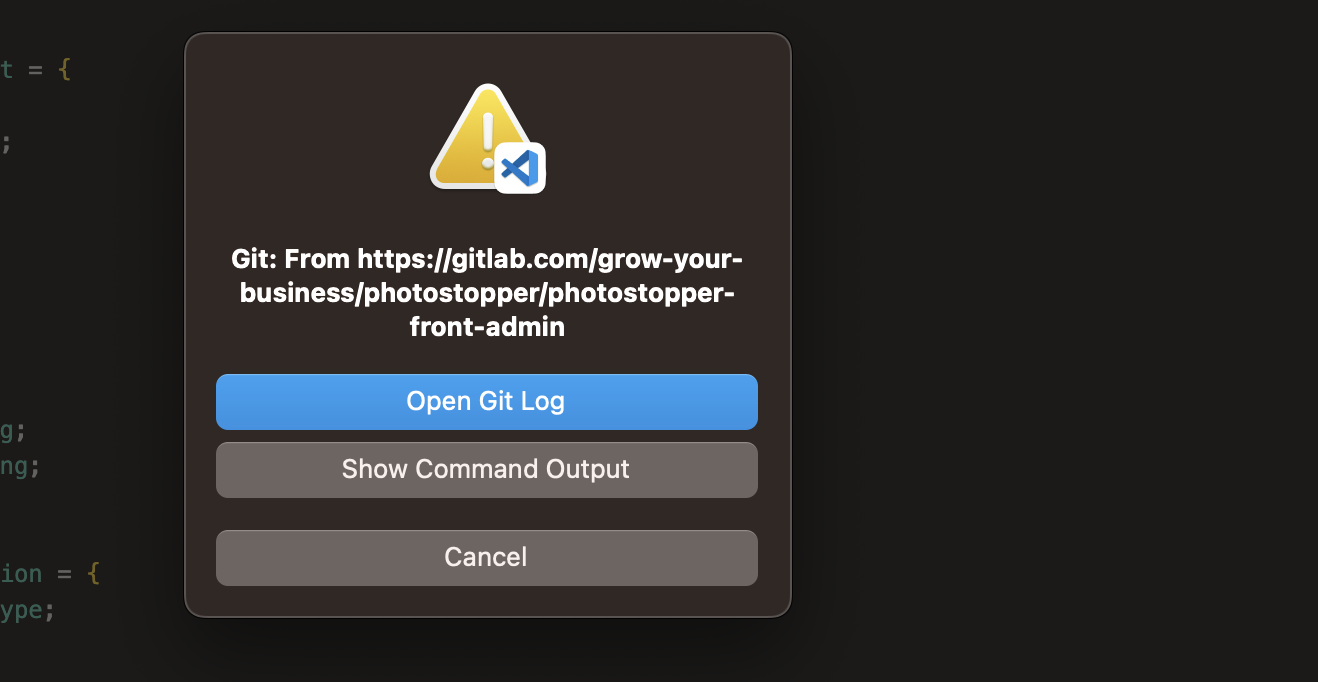 t = {
;
Git: From https://gitlab.com/grow-your-
business/photostopper/photostopper-
front-admin
Open Git Log
g;
Show Command Output
ng;
Cancel
ion = {
ype;